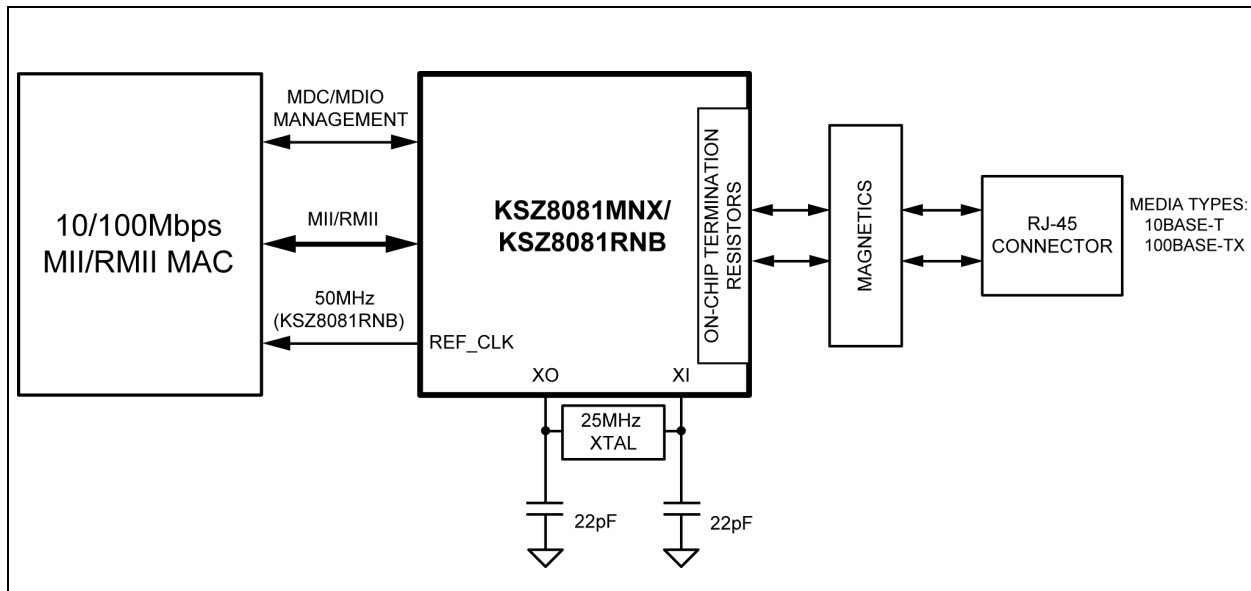 MDC/MDIO
MANAGEMENT
10/100Mbps
MII/RMII MAC
MII/RMII
50MHz
(KSZ8081RNB)
REF_CLK
KSZ8081MNX/
KSZ8081RNB
XO
XI
ON-CHIP TERMINATION
RESISTORS
25MHz
XTAL
22pF
22pF
MAGNETICS
RJ-45
CONNECTOR
MEDIA TYPES:
10BASE-T
100BASE-TX